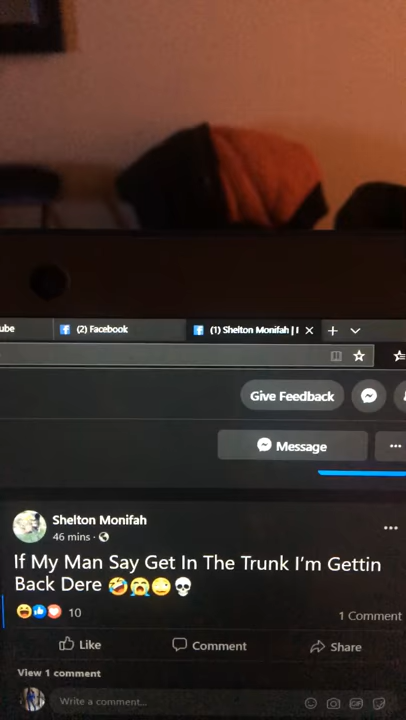 ube
(2) Facebook
(1) Shelton Monifah |
Give Feedback
Message
Shelton Monifah
46 mins ·
If My Man Say Get In The Trunk I'm Gettin
Back Dere 🤣😭😜💀
10
1 Comment
Like
Comment
Share
View 1 comment
Write a comment...